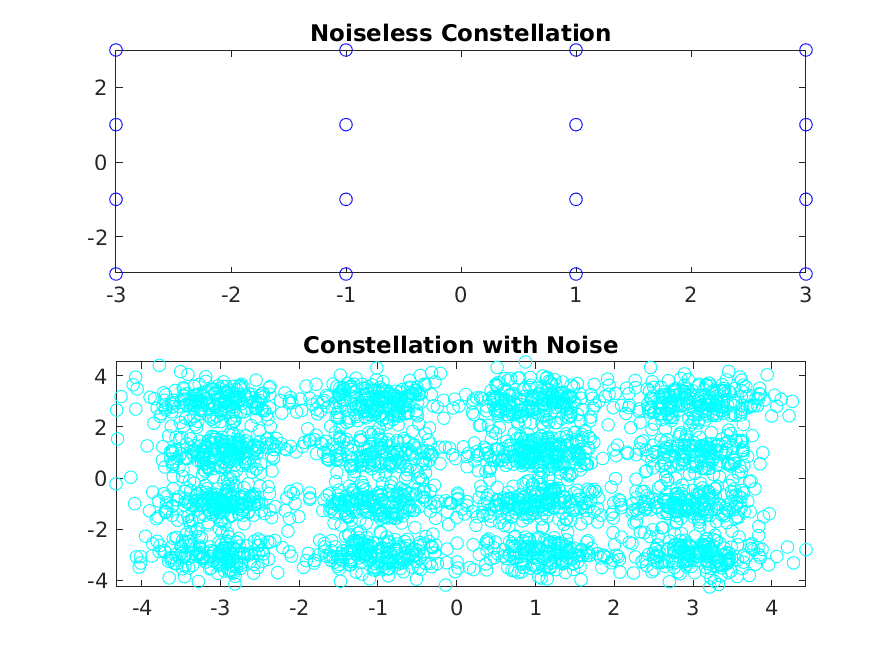 Noiseless Constellation
2
0
-2
-3 -2 -1 0 1 2 3
Constellation with Noise
4
2
0
-2
-4
-4 -3 -2 -1 0 1 2 3 4